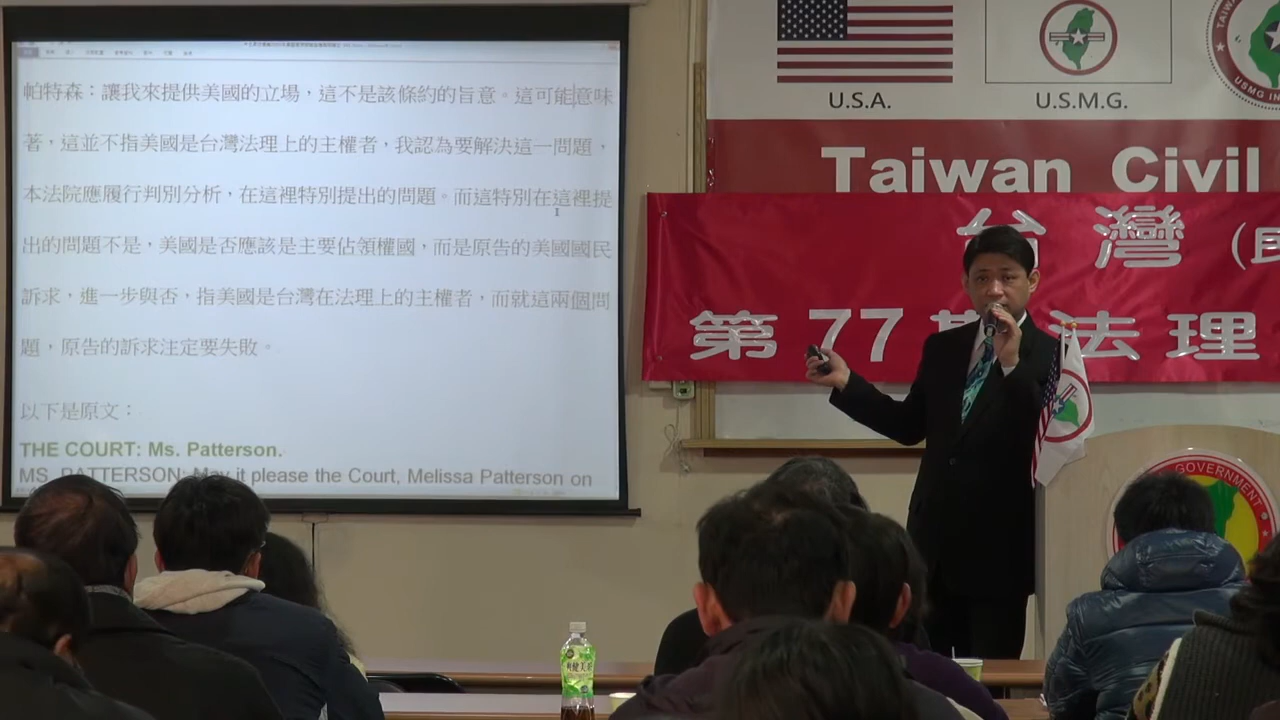 帕特森：讓我來提供美國的立場，這不是該條約的旨意。這可能意味
著，這並不指美國是台灣法理上的主權者，我認為要解決這一問題，
本法院應履行判別分析，在這裡特別提出的問題。而這特別在這裡提
出的問題不是，美國是否應該是主要佔領權國，而是原告的美國國民
訴求，進一步與否，指美國是台灣在法理上的主權者，而就這兩個問
題，原告的訴求注定要失敗。
以下是原文：
THE COURT: Ms. Patterson.
MS. PATTERSON: May it please the Court, Melissa Patterson on
U.S.A.
U.S.M.G.
USMG IN
Taiwan Civil
台灣
第77期法理
GOVERNMENT